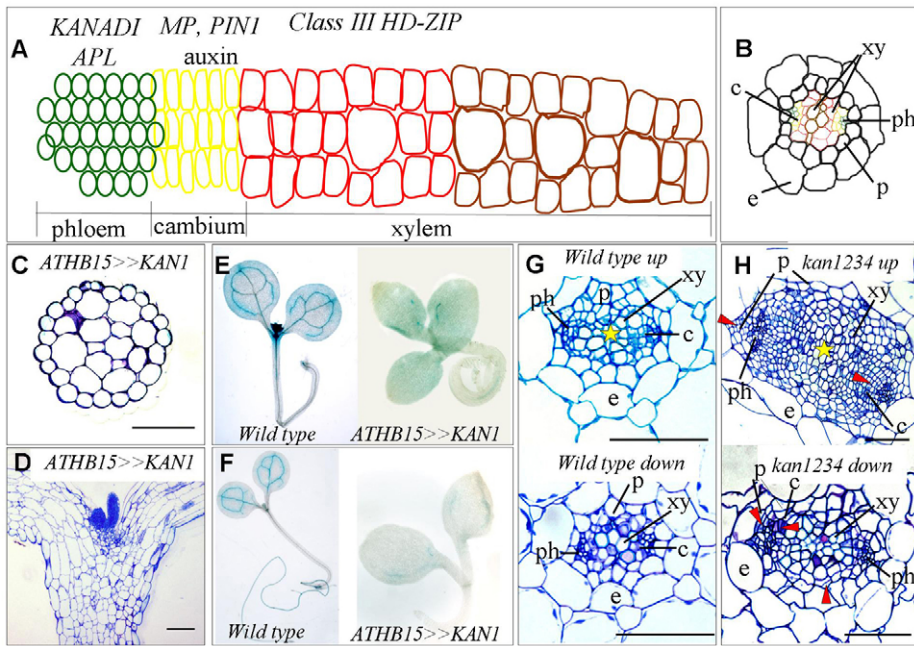 KANADI MP, PIN1 Class III HD-ZIP
A APL auxin
phloem cambium xylem
B
xy
c
ph
p
e
C ATHB15>>KAN1
D ATHB15>>KAN1
E
Wild type ATHB15>>KAN1
F
Wild type ATHB15>>KAN1
G Wild type up
xy
p
ph
c
e
Wild type down
p
xy
ph
c
e
H kan1234 up
p
xy
ph
e
c
kan1234 down
p
c
xy
e
ph